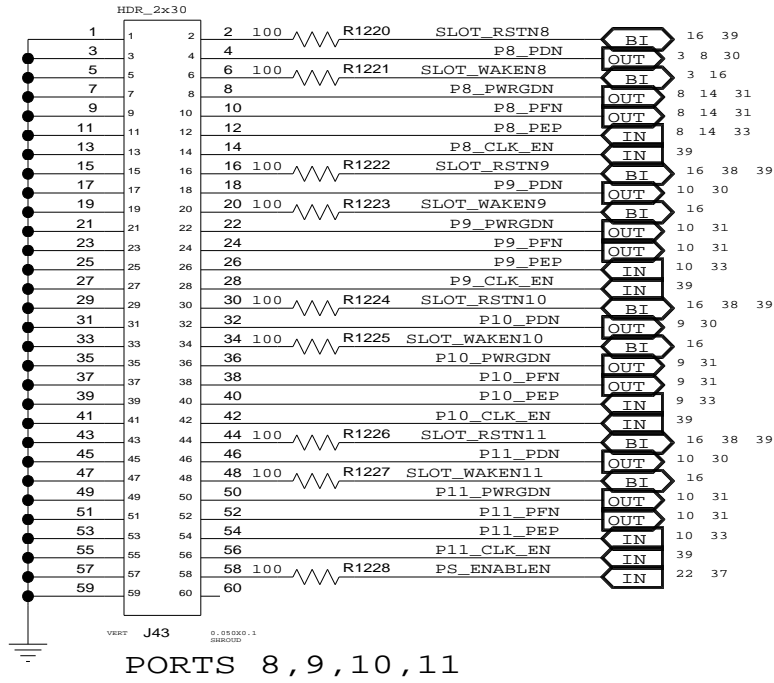 HDR_2x30
1 1 2 2 100 R1220 SLOT_RSTN8 BI 16 39
3 3 4 4 P8_PDN OUT 3 8 30
5 5 6 6 100 R1221 SLOT_WAKEN8 BI 3 16
7 7 8 8 P8_PWRGDN OUT 8 14 31
9 9 10 10 P8_PFN OUT 8 14 31
11 11 12 12 P8_PEP IN 8 14 33
13 13 14 14 P8_CLK_EN IN 39
15 15 16 16 100 R1222 SLOT_RSTN9 BI 16 38 39
17 17 18 18 P9_PDN OUT 10 30
19 19 20 20 100 R1223 SLOT_WAKEN9 BI 16
21 21 22 22 P9_PWRGDN OUT 10 31
23 23 24 24 P9_PFN OUT 10 31
25 25 26 26 P9_PEP IN 10 33
27 27 28 28 P9_CLK_EN IN 39
29 29 30 30 100 R1224 SLOT_RSTN10 BI 16 38 39
31 31 32 32 P10_PDN OUT 9 30
33 33 34 34 100 R1225 SLOT_WAKEN10 BI 16
35 35 36 36 P10_PWRGDN OUT 9 31
37 37 38 38 P10_PFN OUT 9 31
39 39 40 40 P10_PEP IN 9 33
41 41 42 42 P10_CLK_EN IN 39
43 43 44 44 100 R1226 SLOT_RSTN11 BI 16 38 39
45 45 46 46 P11_PDN OUT 10 30
47 47 48 48 100 R1227 SLOT_WAKEN11 BI 16
49 49 50 50 P11_PWRGDN OUT 10 31
51 51 52 52 P11_PFN OUT 10 31
53 53 54 54 P11_PEP IN 10 33
55 55 56 56 P11_CLK_EN IN 39
57 57 58 58 100 R1228 PS_ENABLEN IN 22 37
59 59 60 60
VERT J43 0.050X0.1
SHROUD
PORTS 8,9,10,11